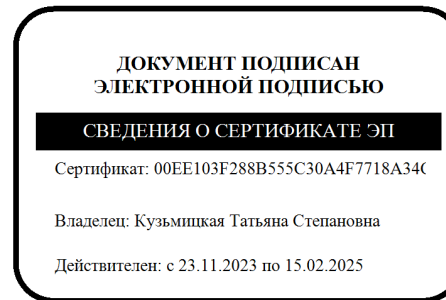 ДОКУМЕНТ ПОДПИСАН
ЭЛЕКТРОННОЙ ПОДПИСЬЮ
СВЕДЕНИЯ О СЕРТИФИКАТЕ ЭП
Сертификат: 00EE103F288B555C30A4F7718A34C
Владелец: Кузьмицкая Татьяна Степановна
Действителен: с 23.11.2023 по 15.02.2025